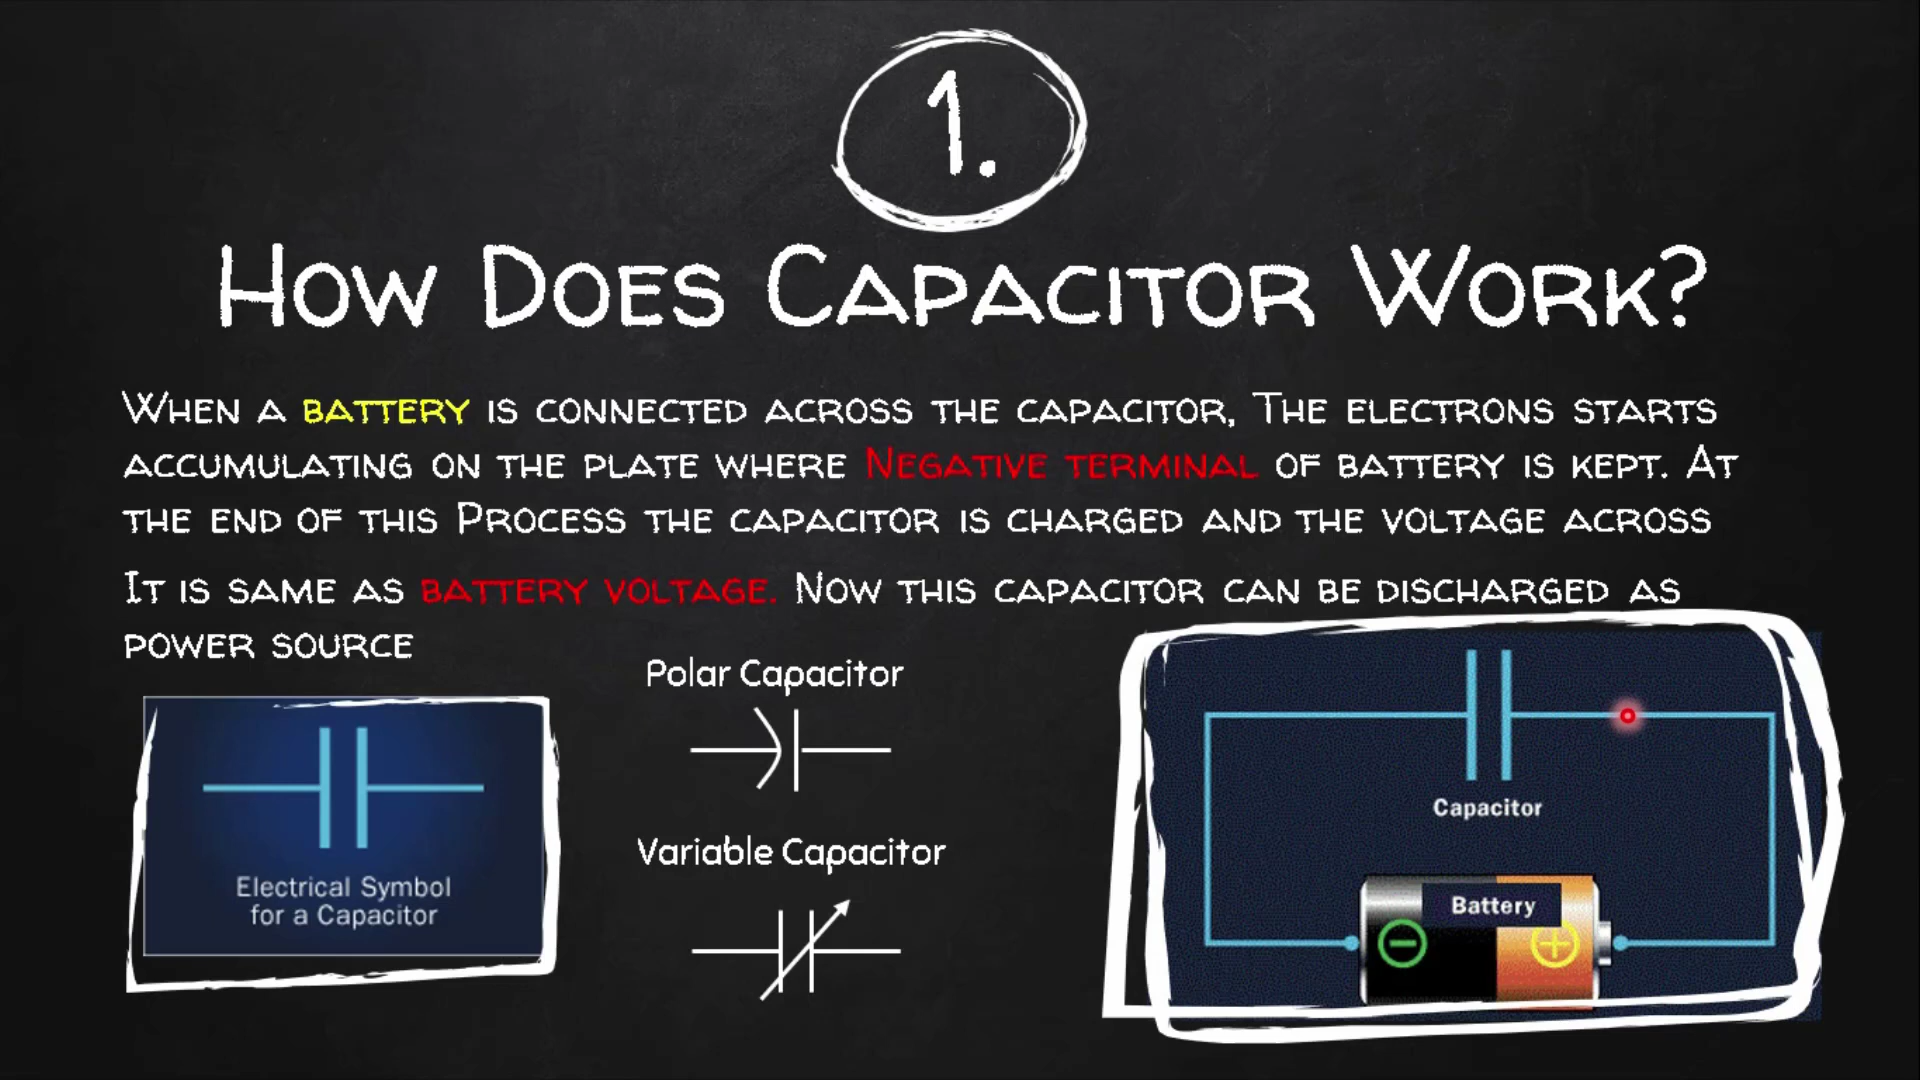 1.
How Does Capacitor Work?
When a battery is connected across the capacitor, The electrons starts
accumulating on the plate where Negative terminal of battery is kept. At
the end of this Process the capacitor is charged and the voltage across
It is same as battery voltage. Now this capacitor can be discharged as
power source
Polar Capacitor
Variable Capacitor
Electrical Symbol
for a Capacitor
Capacitor
Battery